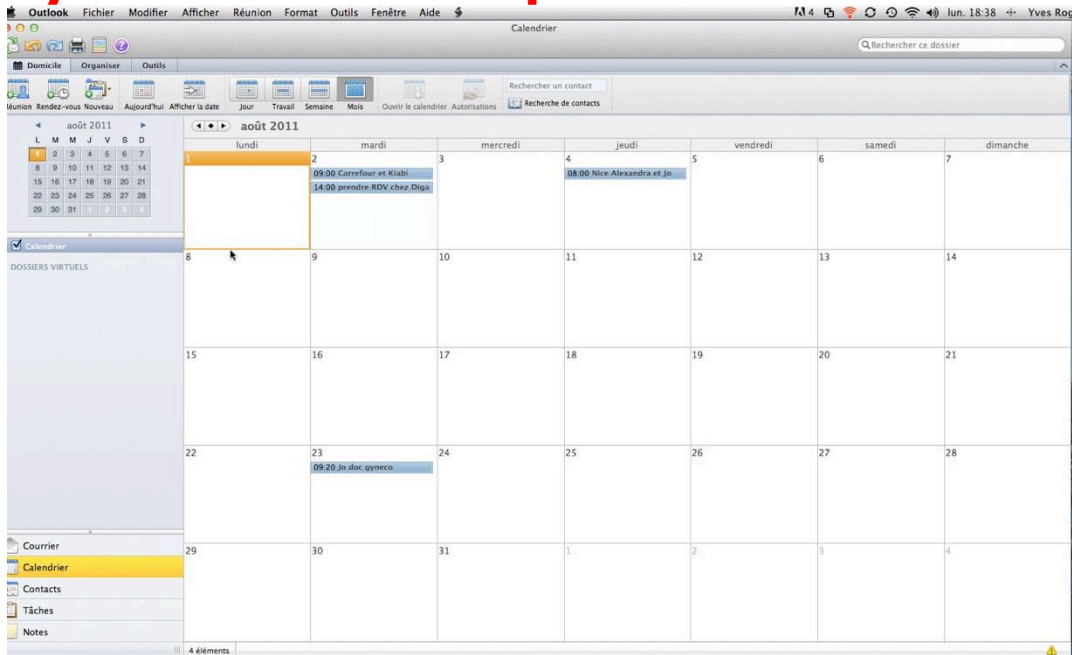 Outlook Fichier Modifier Afficher Réunion Format Outils Fenêtre Aide 4 lun. 18:38 Yves Rog
Calendrier
Rechercher ce dossier
Domicile Organiser Outils
Réunion Rendez-vous Nouveau Aujourd'hui Afficher la date Jour Travail Semaine Mois Ouvrir le calendrier Autorisations
Rechercher un contact
Recherche de contacts
août 2011
L M M J V S D
1 2 3 4 5 6 7
8 9 10 11 12 13 14
15 16 17 18 19 20 21
22 23 24 25 26 27 28
29 30 31 1 2 3 4
Calendrier
DOSSIERS VIRTUELS
Courrier
Calendrier
Contacts
Tâches
Notes
août 2011
lundi mardi mercredi jeudi vendredi samedi dimanche
1 2 3 4 5 6 7
09:00 Carrefour et Kiabi
14:00 prendre RDV chez Diga
08:00 Nice Alexandra et Jo
8 9 10 11 12 13 14
15 16 17 18 19 20 21
22 23 24 25 26 27 28
09:20 Jo doc gyneco
29 30 31 1 2 3 4
4 éléments